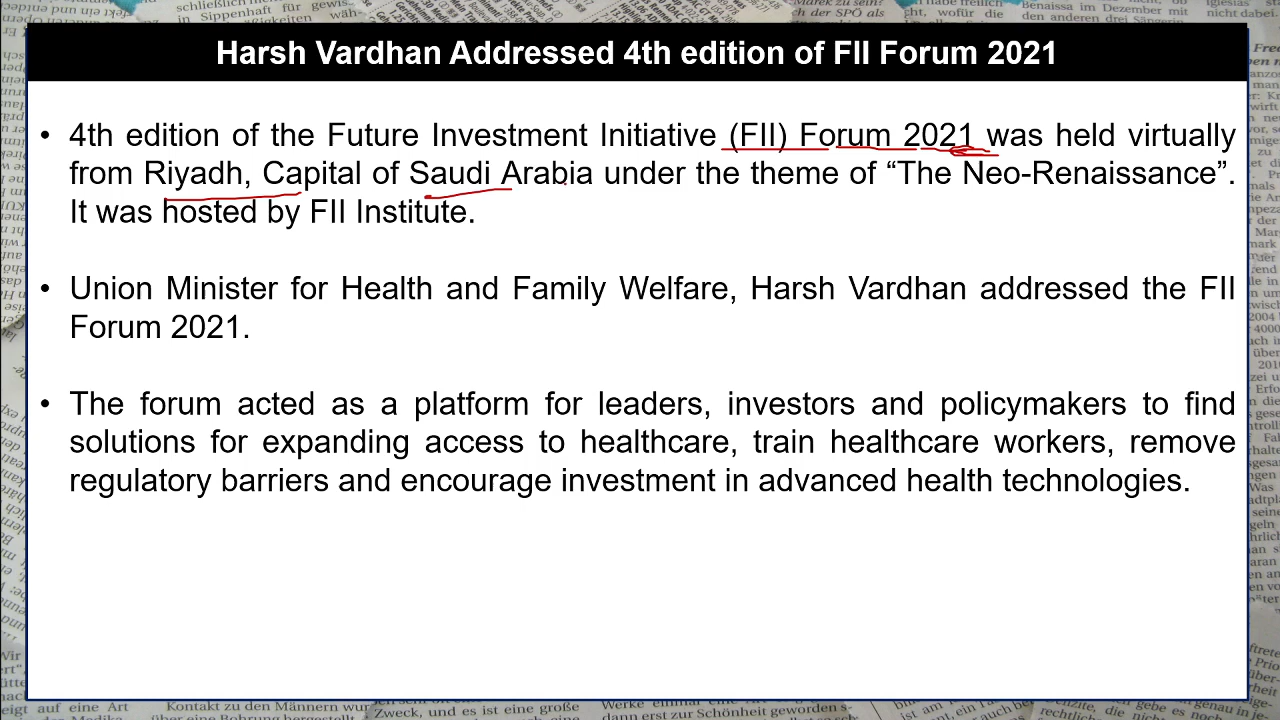 Harsh Vardhan Addressed 4th edition of FII Forum 2021
• 4th edition of the Future Investment Initiative (FII) Forum 2021 was held virtually
from Riyadh, Capital of Saudi Arabia under the theme of “The Neo-Renaissance”.
It was hosted by FII Institute.
• Union Minister for Health and Family Welfare, Harsh Vardhan addressed the FII
Forum 2021.
• The forum acted as a platform for leaders, investors and policymakers to find
solutions for expanding access to healthcare, train healthcare workers, remove
regulatory barriers and encourage investment in advanced health technologies.